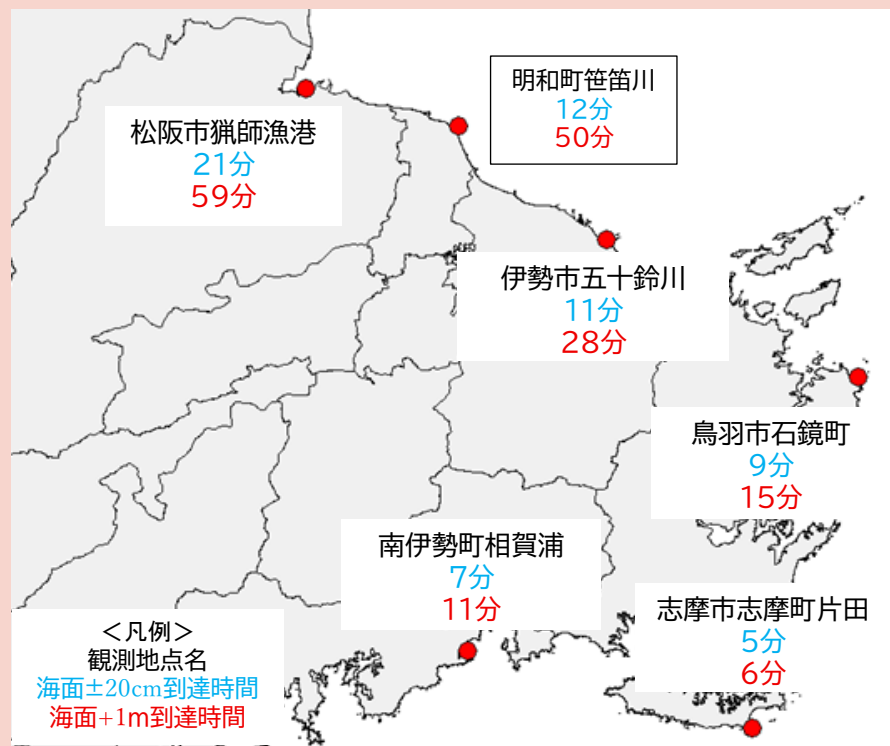 明和町笹笛川
12分
50分
松阪市猟師漁港
21分
59分
伊勢市五十鈴川
11分
28分
鳥羽市石鏡町
9分
15分
南伊勢町相賀浦
7分
11分
志摩市志摩町片田
5分
6分
＜凡例＞
観測地点名
海面±20cm到達時間
海面+1m到達時間